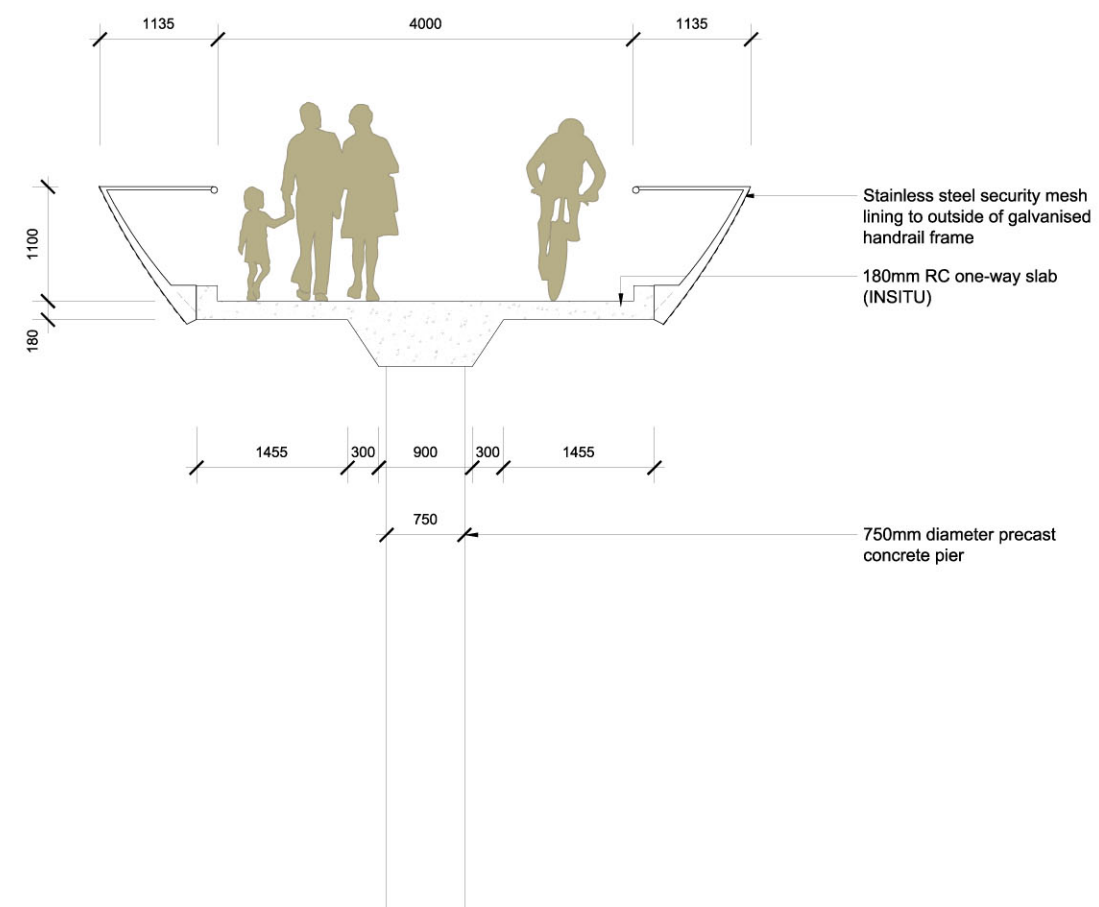 1135
4000
1135
1100
180
Stainless steel security mesh
lining to outside of galvanised
handrail frame
180mm RC one-way slab
(INSITU)
1455
300
900
300
1455
750
750mm diameter precast
concrete pier